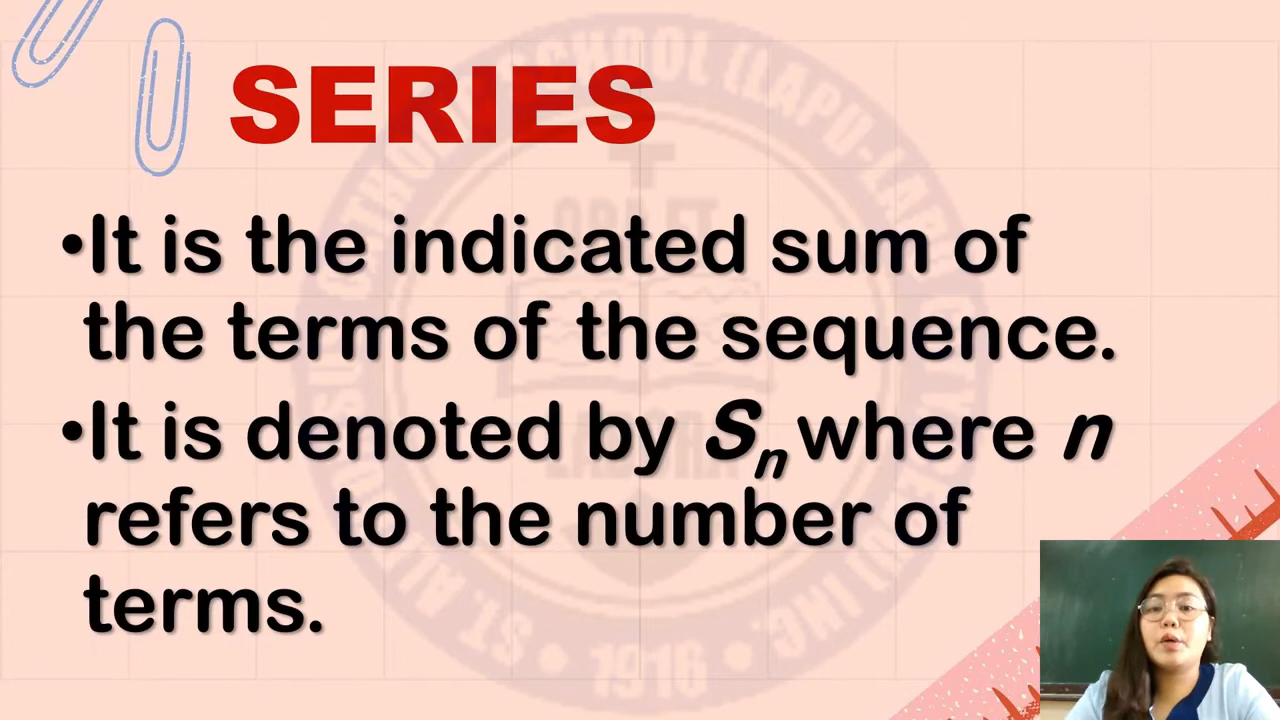 SERIES
•It is the indicated sum of
the terms of the sequence.
•It is denoted by Sn where n
refers to the number of
terms.
1916